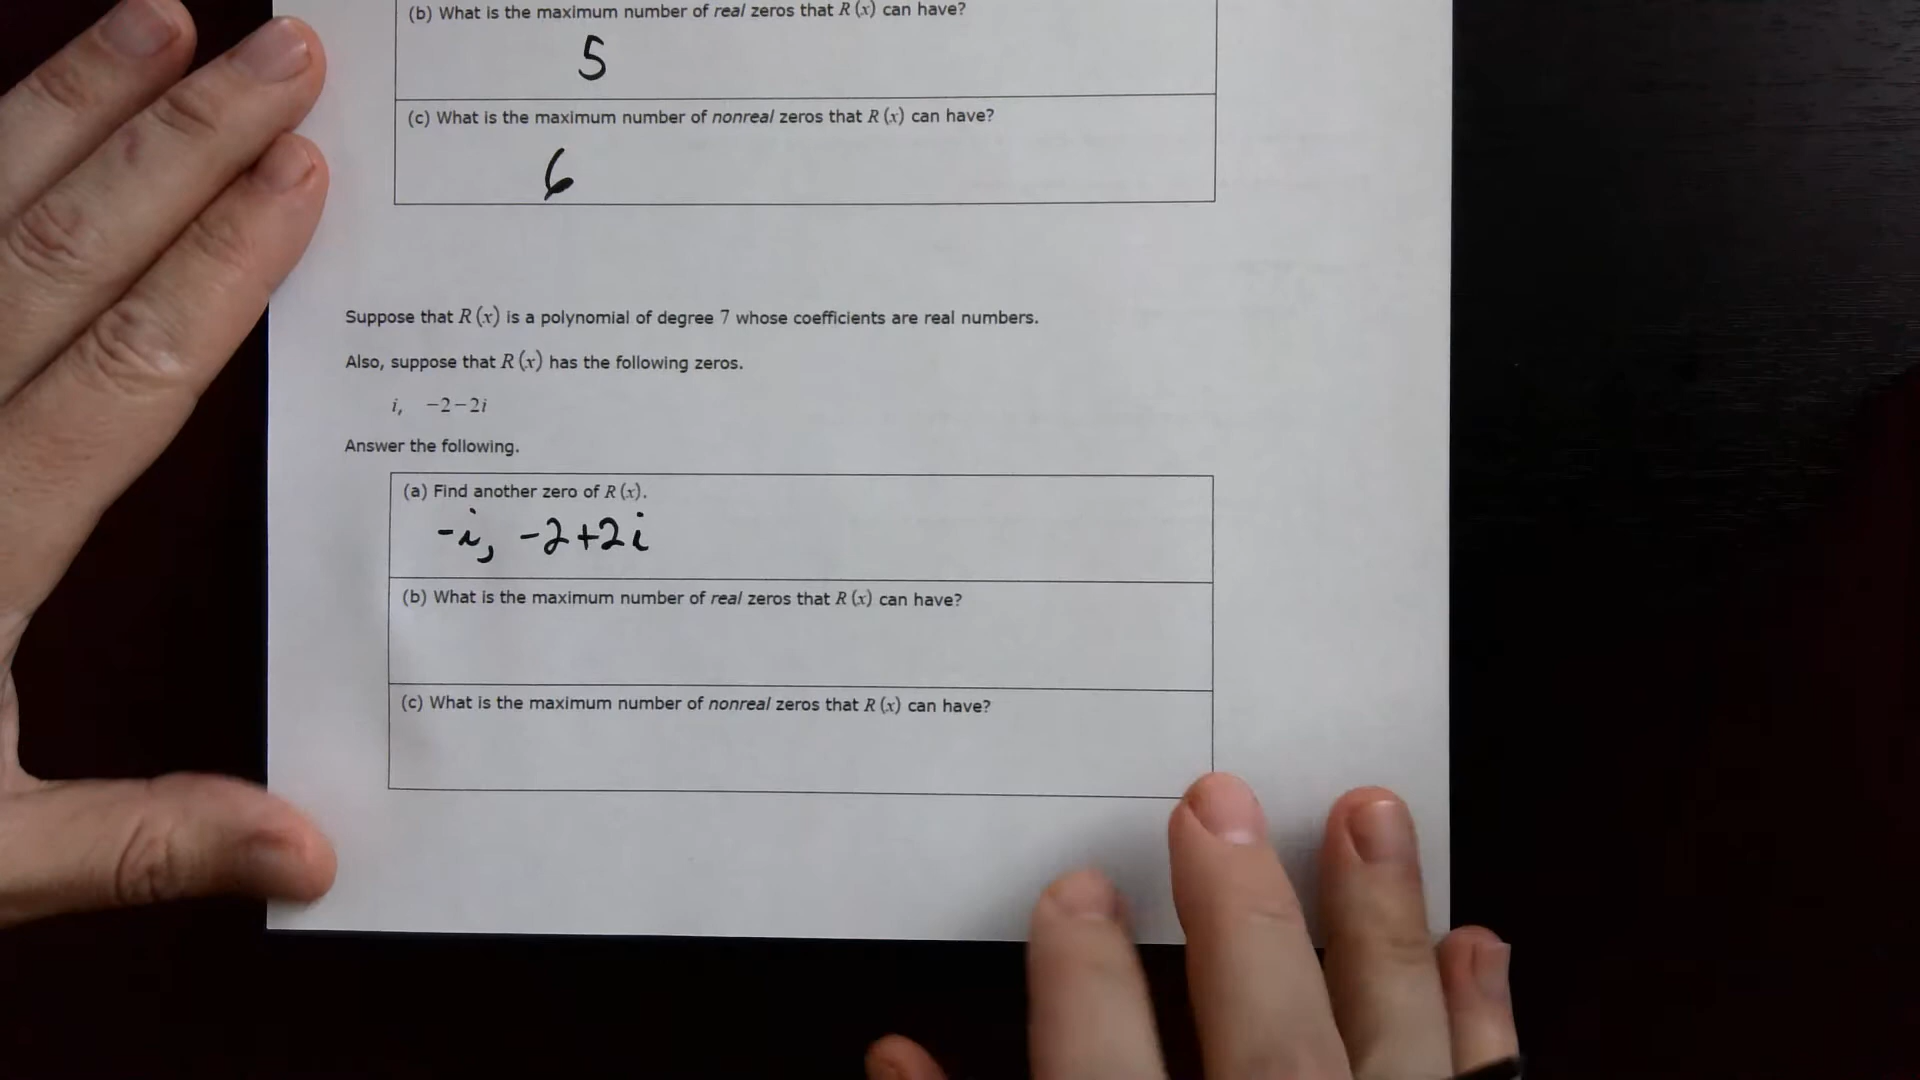 (b) What is the maximum number of real zeros that R (x) can have?
5
(c) What is the maximum number of nonreal zeros that R (x) can have?
6
Suppose that R (x) is a polynomial of degree 7 whose coefficients are real numbers.
Also, suppose that R (x) has the following zeros.
i, −2−2i
Answer the following.
(a) Find another zero of R (x).
-i, -2+2i
(b) What is the maximum number of real zeros that R (x) can have?
(c) What is the maximum number of nonreal zeros that R (x) can have?